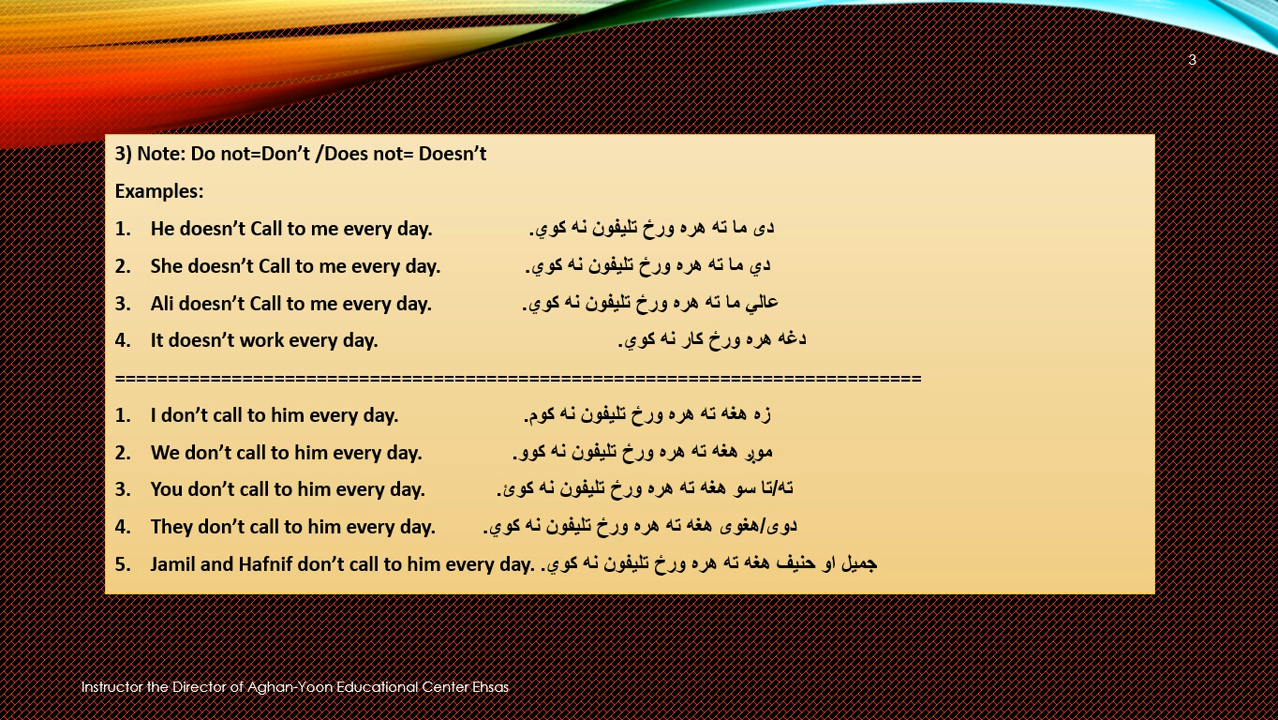 3
3) Note: Do not=Don’t /Does not= Doesn’t
Examples:
1. He doesn’t Call to me every day. دی ما ته هره ورځ تلیفون نه کوي.
2. She doesn’t Call to me every day. دي ما ته هره ورځ تلیفون نه کوي.
3. Ali doesn’t Call to me every day. عالي ما ته هره ورځ تلیفون نه کوي.
4. It doesn’t work every day. دغه هره ورځ کار نه کوي.
============================================================================
1. I don’t call to him every day. زه هغه ته هره ورځ تلیفون نه کوم.
2. We don’t call to him every day. موږ هغه ته هره ورځ تلیفون نه کوو.
3. You don’t call to him every day. ته/تا سو هغه ته هره ورځ تلیفون نه کوئ.
4. They don’t call to him every day. دوی/هغوی هغه ته هره ورځ تلیفون نه کوي.
5. Jamil and Hafnif don’t call to him every day. جمیل او حنیف هغه ته هره ورځ تلیفون نه کوي.
Instructor the Director of Aghan-Yoon Educational Center Ehsas